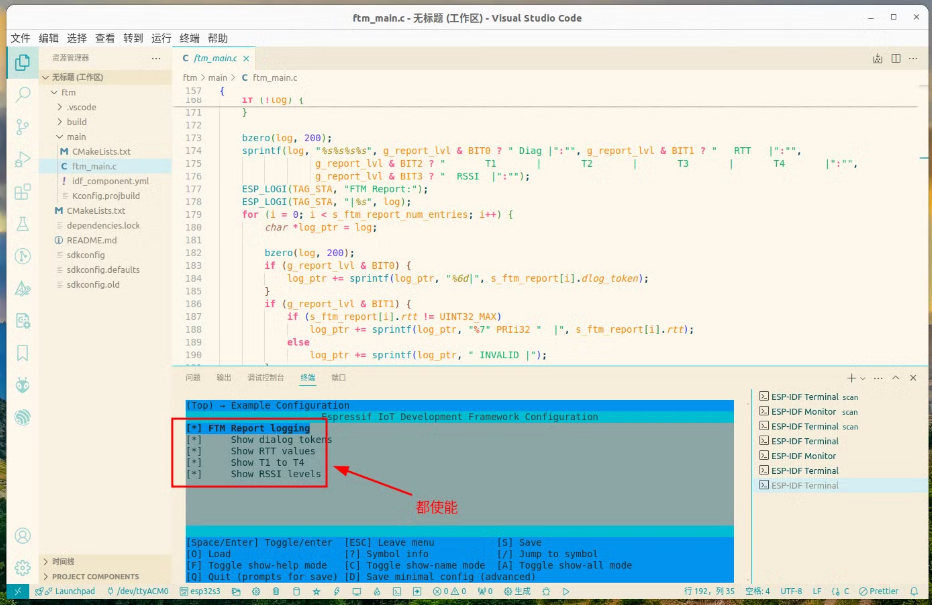 ftm_main.c - 无标题 (工作区) - Visual Studio Code
文件 编辑 选择 查看 转到 运行 终端 帮助
资源管理器
无标题 (工作区)
ftm
.vscode
build
main
CMakeLists.txt
ftm_main.c
idf_component.yml
Kconfig.projbuild
CMakeLists.txt
dependencies.lock
README.md
sdkconfig
sdkconfig.defaults
sdkconfig.old
时间线
PROJECT COMPONENTS
ftm_main.c
ftm > main > C ftm_main.c
157 {
168 if (!log) {
171 }
172
173 bzero(log, 200);
174 sprintf(log, "%s%s%s%s", g_report_lvl & BIT0 ? " Diag |":"", g_report_lvl & BIT1 ? "   RTT   |":"",
175 g_report_lvl & BIT2 ? "       T1       |       T2       |       T3       |       T4       |":"",
176 g_report_lvl & BIT3 ? "  RSSI  |":"");
177 ESP_LOGI(TAG_STA, "FTM Report:");
178 ESP_LOGI(TAG_STA, "|%s", log);
179 for (i = 0; i < s_ftm_report_num_entries; i++) {
180 char *log_ptr = log;
181
182 bzero(log, 200);
183 if (g_report_lvl & BIT0) {
184 log_ptr += sprintf(log_ptr, "%6d|", s_ftm_report[i].dlog_token);
185 }
186 if (g_report_lvl & BIT1) {
187 if (s_ftm_report[i].rtt != UINT32_MAX)
188 log_ptr += sprintf(log_ptr, "%7" PRIi32 "  |", s_ftm_report[i].rtt);
189 else
190 log_ptr += sprintf(log_ptr, " INVALID |");
问题 输出 调试控制台 终端 端口
(Top) → Example Configuration
Espressif IoT Development Framework Configuration
[*] FTM Report logging
[*] Show dialog tokens
[*] Show RTT values
[*] Show T1 to T4
[*] Show RSSI levels
都使能
[Space/Enter] Toggle/enter [ESC] Leave menu [S] Save
[O] Load [?] Symbol info [/] Jump to symbol
[F] Toggle show-help mode [C] Toggle show-name mode [A] Toggle show-all mode
[Q] Quit (prompts for save) [D] Save minimal config (advanced)
ESP-IDF Terminal scan
ESP-IDF Monitor scan
ESP-IDF Terminal scan
ESP-IDF Terminal
ESP-IDF Monitor
ESP-IDF Terminal
ESP-IDF Terminal
Launchpad /dev/ttyACM0 esp32s3 0 0 0 生成 行 192, 列 35 空格: 4 UTF-8 LF C Prettier